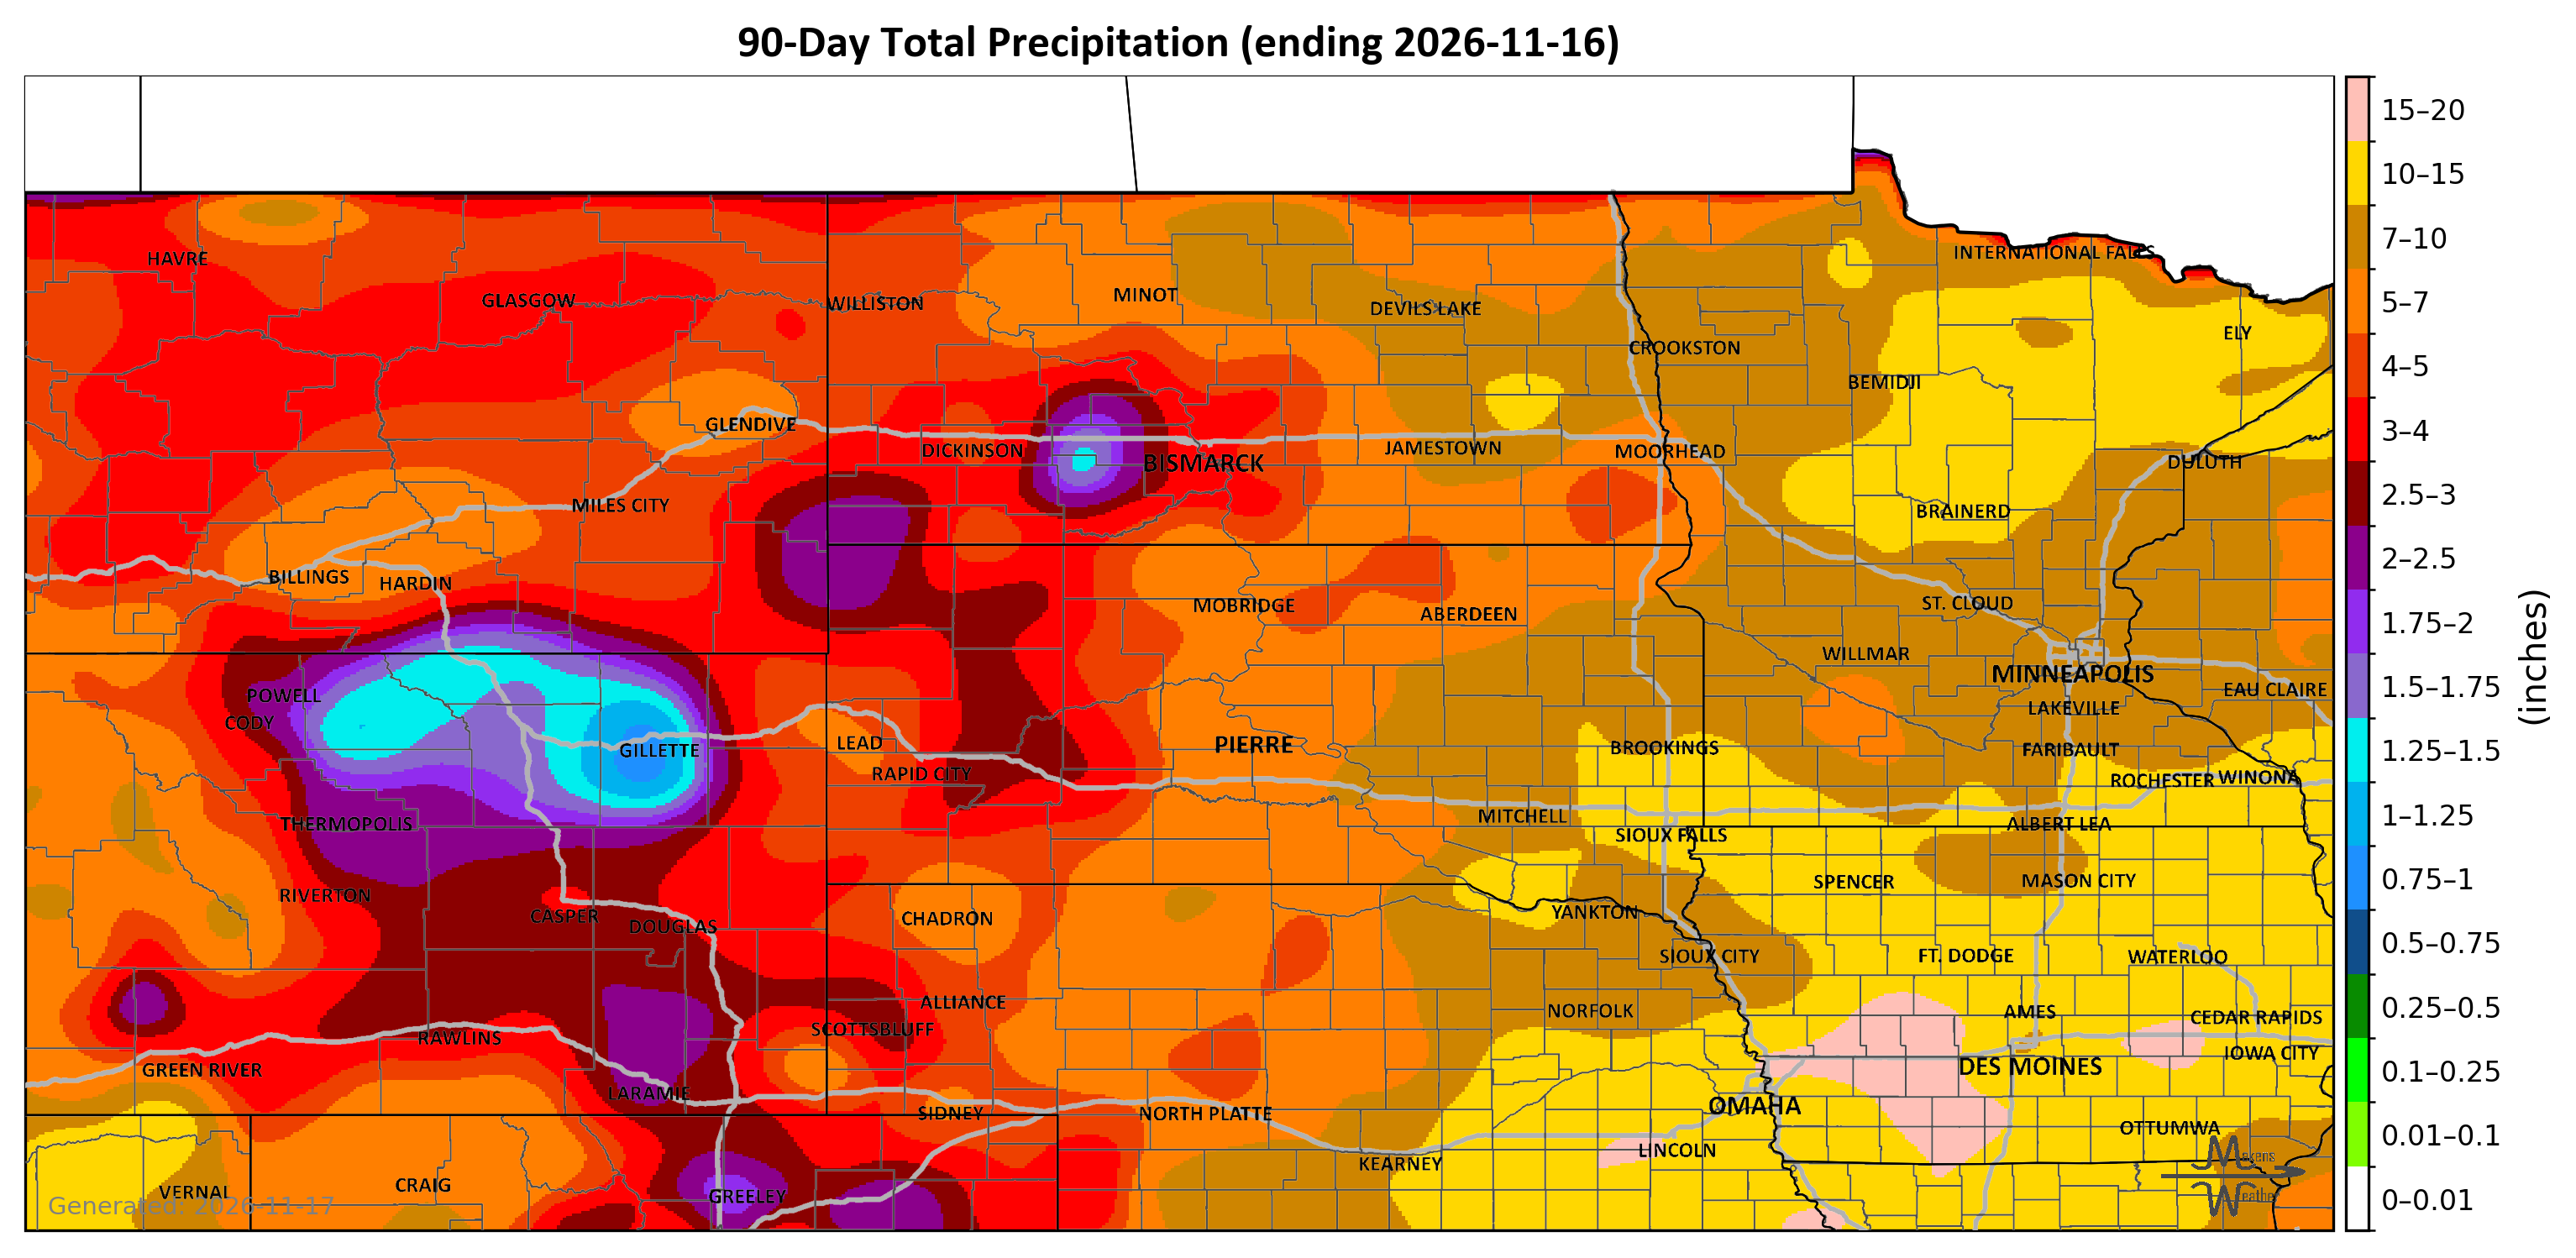 90-Day Total Precipitation (ending 2026-11-16)
15–20
10–15
7–10
5–7
4–5
3–4
2.5–3
2–2.5
1.75–2
1.5–1.75
1.25–1.5
1–1.25
0.75–1
0.5–0.75
0.25–0.5
0.1–0.25
0.01–0.1
0–0.01
(inches)
INTERNATIONAL FALLS
HAVRE
GLASGOW
WILLISTON
MINOT
DEVILS LAKE
ELY
CROOKSTON
BEMIDJI
GLENDIVE
DICKINSON
BISMARCK
JAMESTOWN
MOORHEAD
DULUTH
MILES CITY
BRAINERD
BILLINGS
HARDIN
MOBRIDGE
ABERDEEN
ST. CLOUD
WILLMAR
MINNEAPOLIS
POWELL
EAU CLAIRE
CODY
LAKEVILLE
GILLETTE
LEAD
PIERRE
BROOKINGS
FARIBAULT
RAPID CITY
ROCHESTER
WINONA
THERMOPOLIS
MITCHELL
SIOUX FALLS
ALBERT LEA
RIVERTON
SPENCER
MASON CITY
CASPER
DOUGLAS
CHADRON
YANKTON
SIOUX CITY
FT. DODGE
WATERLOO
ALLIANCE
NORFOLK
AMES
CEDAR RAPIDS
SCOTTSBLUFF
RAWLINS
IOWA CITY
GREEN RIVER
DES MOINES
LARAMIE
SIDNEY
NORTH PLATTE
OMAHA
OTTUMWA
LINCOLN
KEARNEY
VERNAL
CRAIG
GREELEY
Generated: 2026-11-17
Makens
Weather